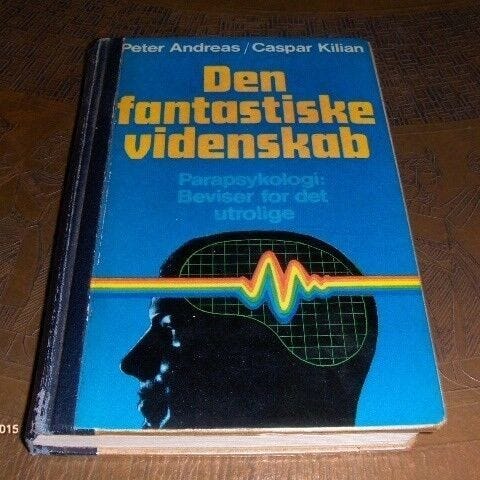 Peter Andreas/Caspar Kilian
Den
fantastiske
videnskab
Parapsykologi:
Beviser for det
utrolige
015